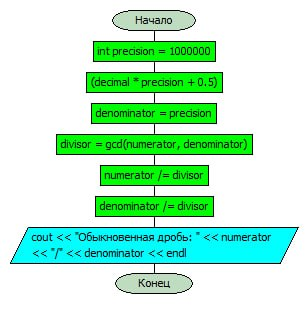 Начало
int precision = 1000000
(decimal * precision + 0.5)
denominator = precision
divisor = gcd(numerator, denominator)
numerator /= divisor
denominator /= divisor
cout << "Обыкновенная дробь: " << numerator
<< "/" << denominator << endl
Конец